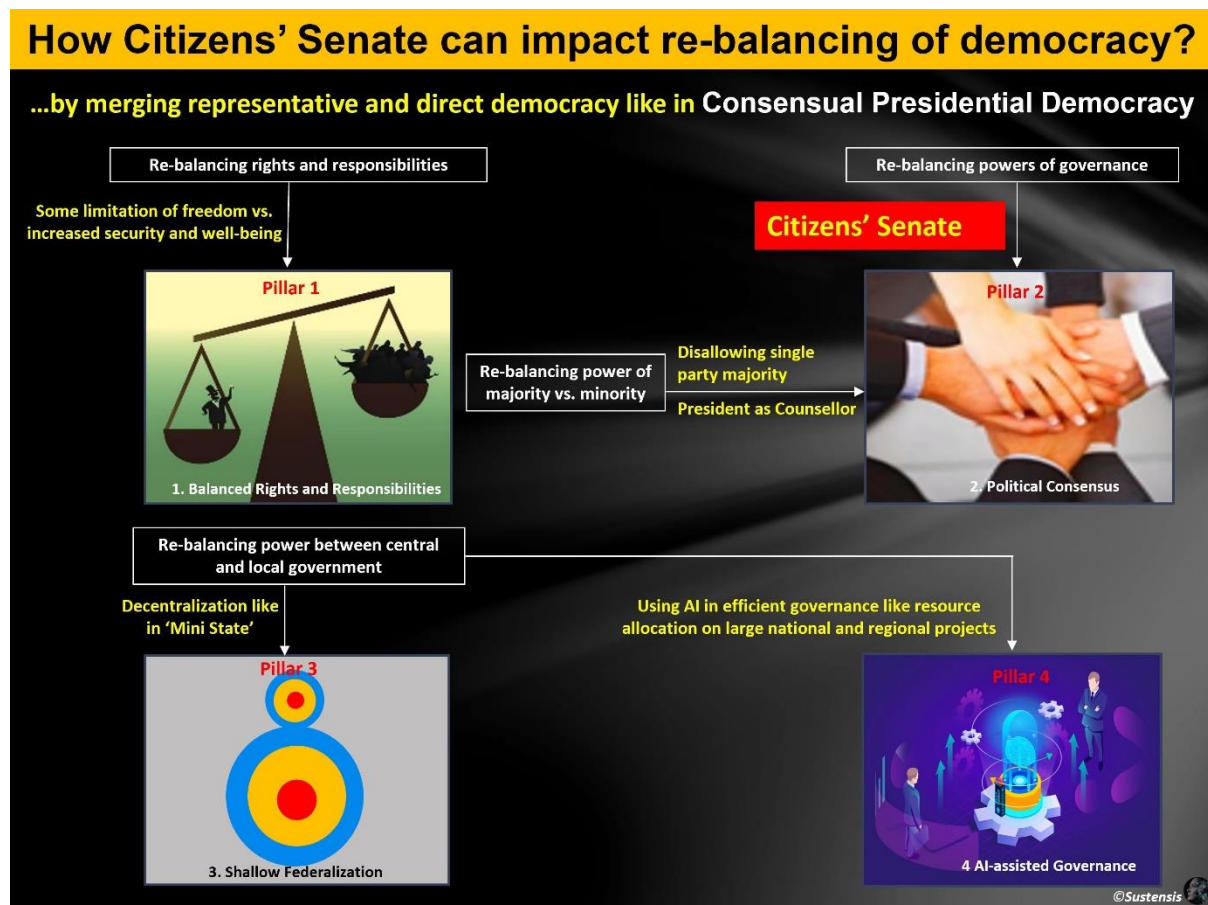 How Citizens' Senate can impact re-balancing of democracy?
...by merging representative and direct democracy like in Consensual Presidential Democracy
Re-balancing rights and responsibilities
Re-balancing powers of governance
Some limitation of freedom vs.
increased security and well-being
Citizens' Senate
Pillar 1
Pillar 2
Re-balancing power of
majority vs. minority
Disallowing single
party majority
President as Counsellor
1. Balanced Rights and Responsibilities
2. Political Consensus
Re-balancing power between central
and local government
Decentralization like
in 'Mini State'
Using AI in efficient governance like resource
allocation on large national and regional projects
Pillar 3
Pillar 4
3. Shallow Federalization
4 AI-assisted Governance
©Sustensis